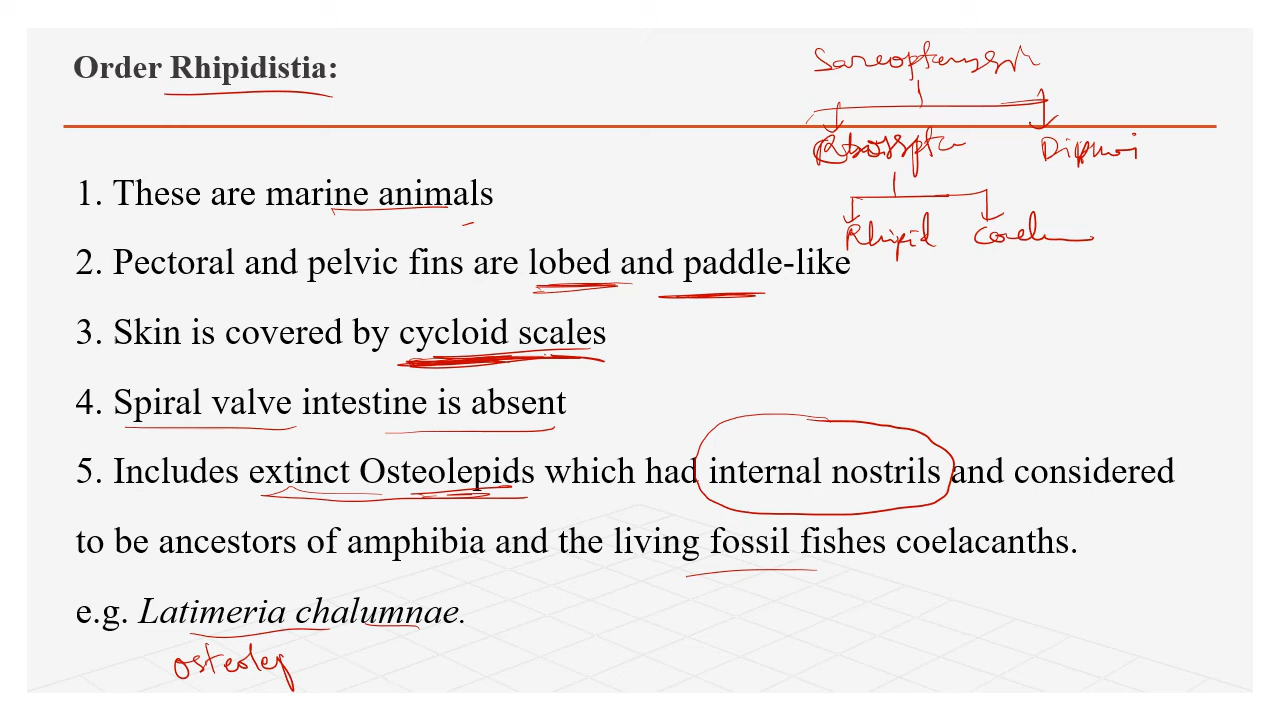 Order Rhipidistia:
1. These are marine animals
2. Pectoral and pelvic fins are lobed and paddle-like
3. Skin is covered by cycloid scales
4. Spiral valve intestine is absent
5. Includes extinct Osteolepids which had internal nostrils and considered
to be ancestors of amphibia and the living fossil fishes coelacanths.
e.g. Latimeria chalumnae.
Rhipid
osteolep